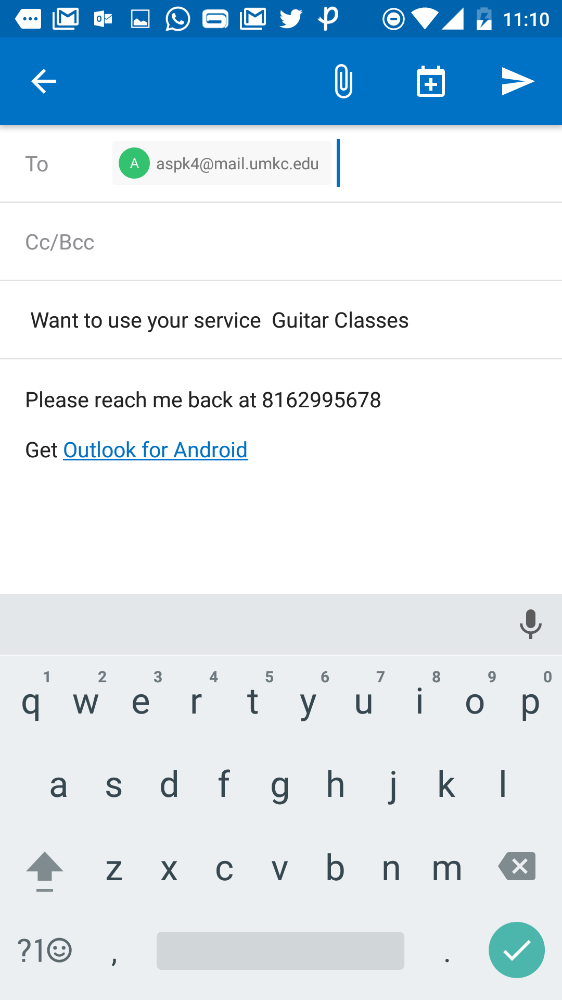 11:10
To A aspk4@mail.umkc.edu
Cc/Bcc
Want to use your service  Guitar Classes
Please reach me back at 8162995678
Get Outlook for Android
1 2 3 4 5 6 7 8 9 0
q w e r t y u i o p
a s d f g h j k l
z x c v b n m
?1☺ , .